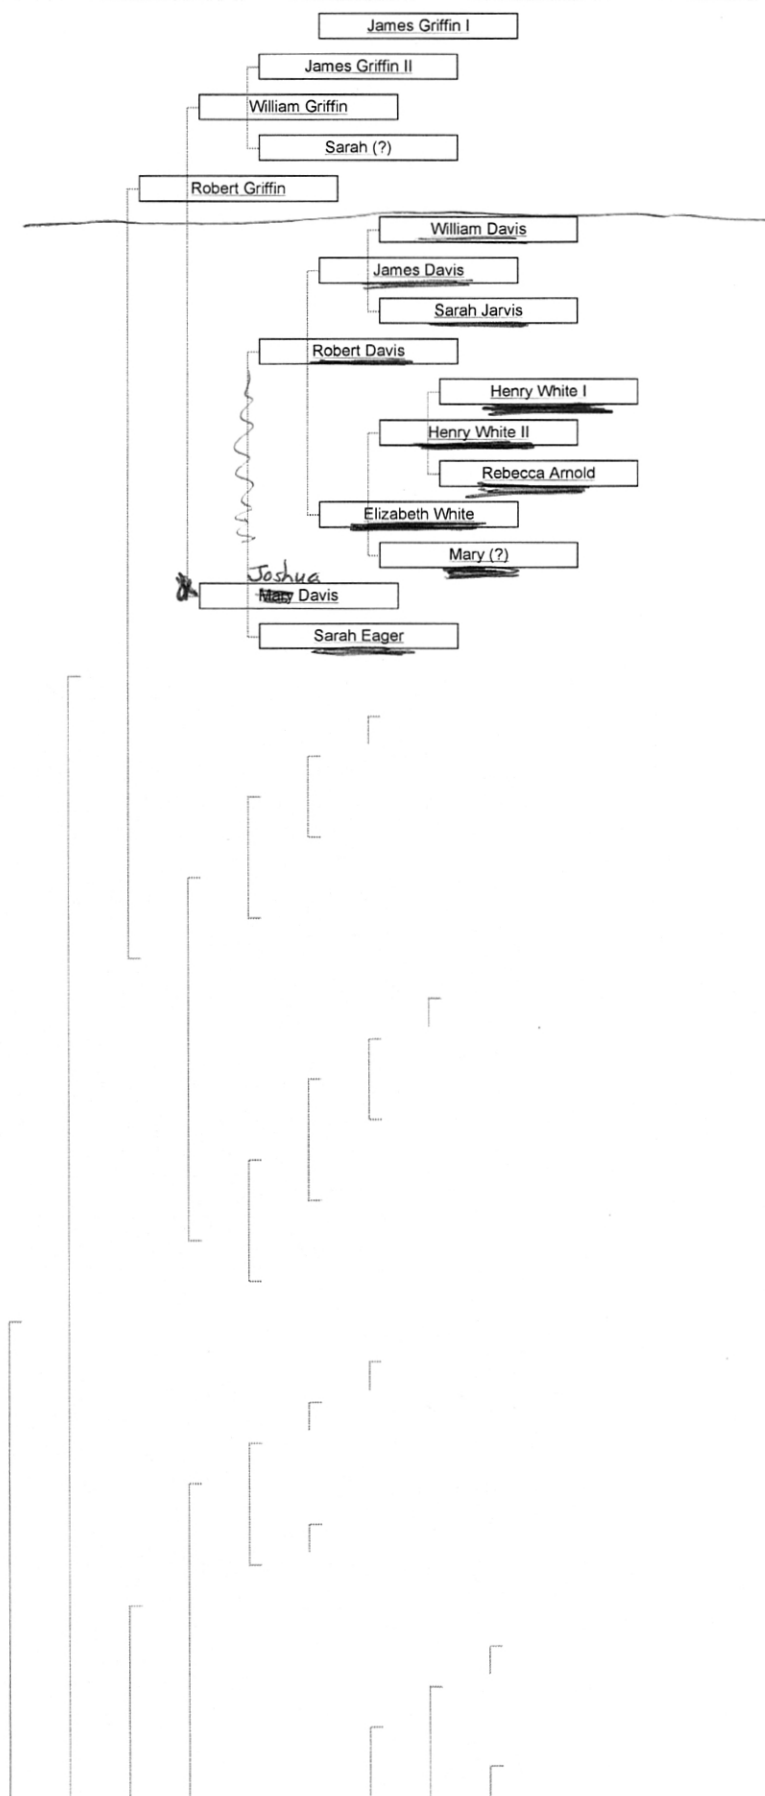 James Griffin I
James Griffin II
William Griffin
Sarah (?)
Robert Griffin
William Davis
James Davis
Sarah Jarvis
Robert Davis
Henry White I
Henry White II
Rebecca Arnold
Elizabeth White
Mary (?)
Joshua
Mary Davis
Sarah Eager